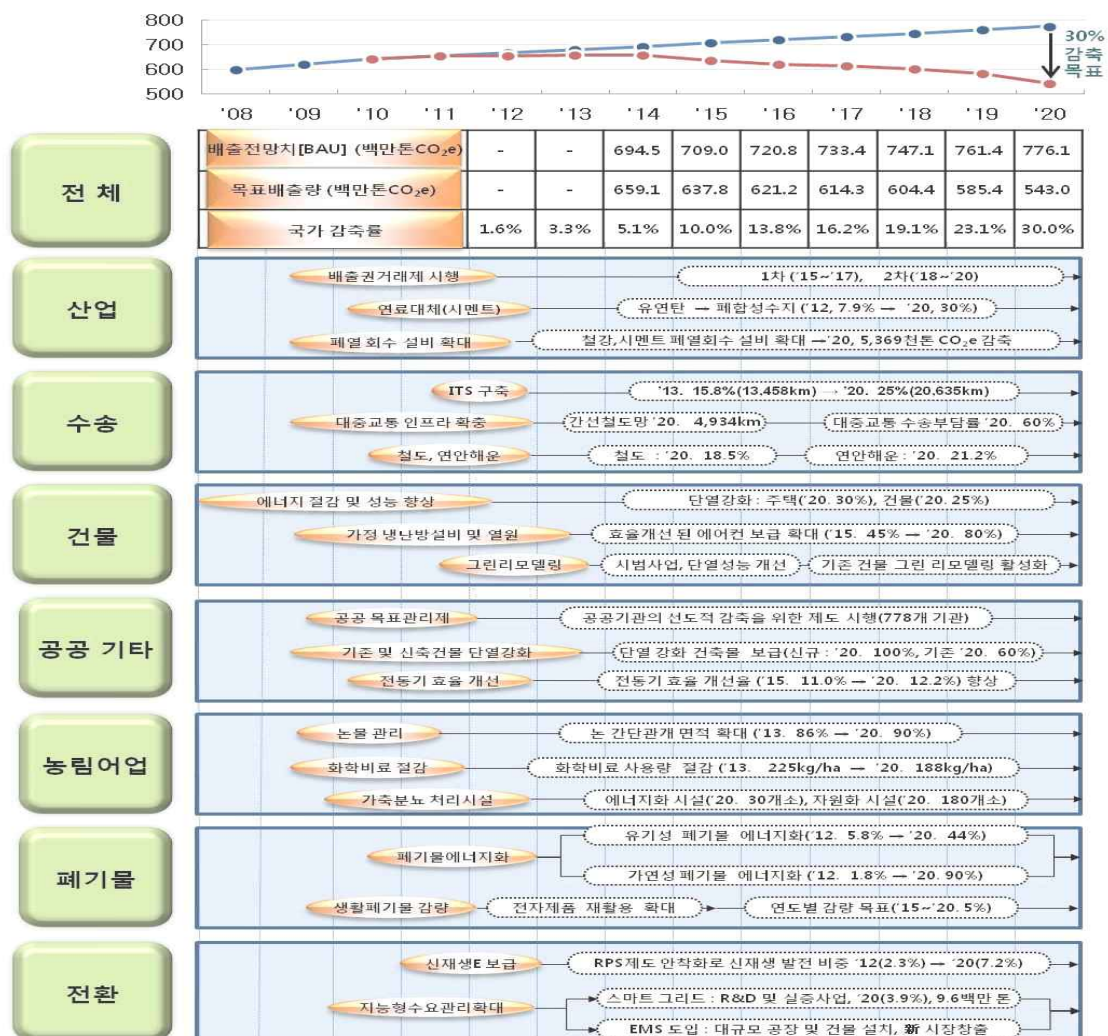 800
700
600
500
30%
감축
목표
'08 '09 '10 '11 '12 '13 '14 '15 '16 '17 '18 '19 '20
전 체
배출전망치[BAU] (백만톤CO₂e) - - 694.5 709.0 720.8 733.4 747.1 761.4 776.1
목표배출량 (백만톤CO₂e) - - 659.1 637.8 621.2 614.3 604.4 585.4 543.0
국가 감축률 1.6% 3.3% 5.1% 10.0% 13.8% 16.2% 19.1% 23.1% 30.0%
산업
배출권거래제 시행 1차 ('15~'17), 2차('18~'20)
연료대체(시멘트) 유연탄 → 폐합성수지 ('12, 7.9% → '20, 30%)
폐열 회수 설비 확대 철강,시멘트 폐열회수 설비 확대 →'20, 5,369천톤 CO₂e 감축
수송
ITS 구축 '13. 15.8%(13,458km) → '20. 25%(20,635km)
대중교통 인프라 확충 간선철도망 '20. 4,934km 대중교통 수송부담률 '20. 60%
철도, 연안해운 철도 : '20. 18.5% 연안해운 : '20. 21.2%
건물
에너지 절감 및 성능 향상 단열강화 : 주택('20. 30%), 건물('20. 25%)
가정 냉난방설비 및 열원 효율개선 된 에어컨 보급 확대 ('15. 45% → '20. 80%)
그린리모델링 시범사업, 단열성능 개선 기존 건물 그린 리모델링 활성화
공공 기타
공공 목표관리제 공공기관의 선도적 감축을 위한 제도 시행(778개 기관)
기존 및 신축건물 단열강화 단열 강화 건축물 보급(신규 : '20. 100%, 기존 '20. 60%)
전동기 효율 개선 전동기 효율 개선율 ('15. 11.0% → '20. 12.2%) 향상
농림어업
논물 관리 논 간단관개 면적 확대 ('13. 86% → '20. 90%)
화학비료 절감 화학비료 사용량 절감 ('13. 225kg/ha → '20. 188kg/ha)
가축분뇨 처리시설 에너지화 시설('20. 30개소), 자원화 시설('20. 180개소)
폐기물
폐기물에너지화 유기성 폐기물 에너지화('12. 5.8% → '20. 44%)
가연성 폐기물 에너지화 ('12. 1.8% → '20. 90%)
생활폐기물 감량 전자제품 재활용 확대 연도별 감량 목표('15~'20. 5%)
전환
신재생E 보급 RPS제도 안착화로 신재생 발전 비중 '12(2.3%) → '20(7.2%)
지능형수요관리확대 스마트 그리드 : R&D 및 실증사업, '20(3.9%), 9.6백만 톤
EMS 도입 : 대규모 공장 및 건물 설치, 新 시장창출